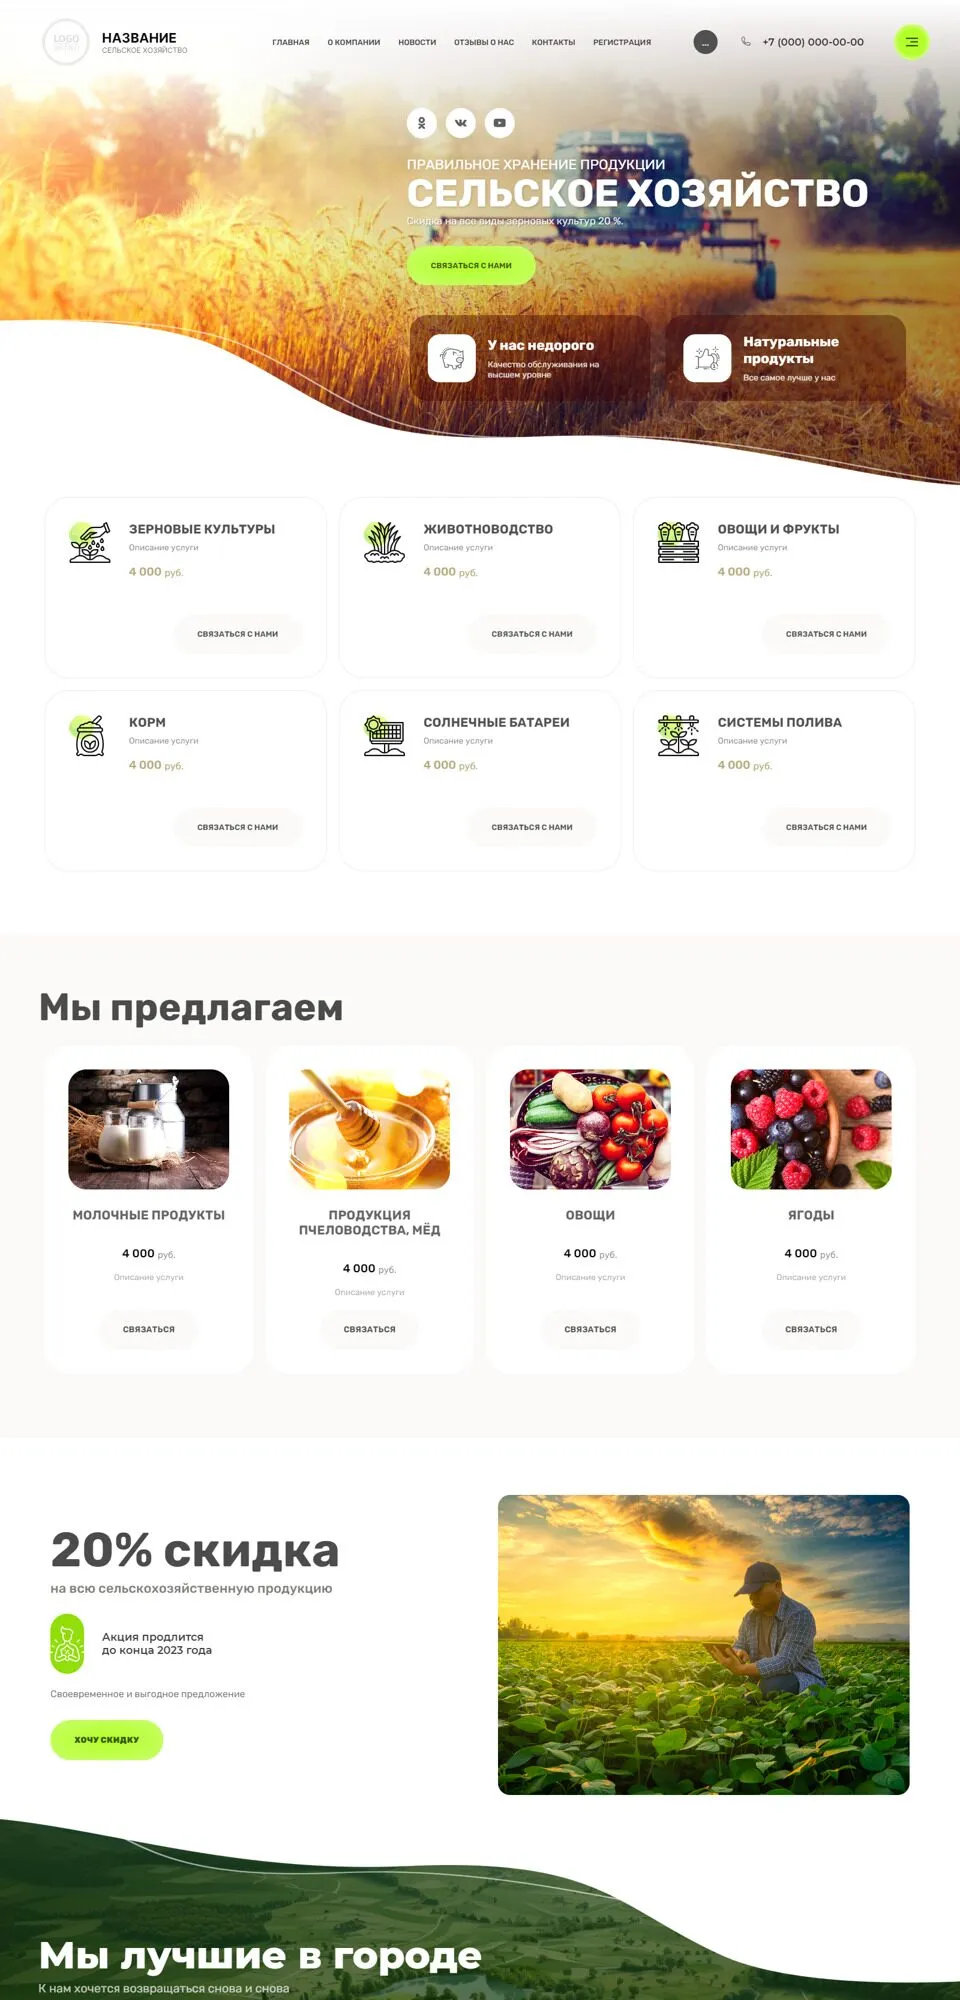 LOGO
НАЗВАНИЕ
СЕЛЬСКОЕ ХОЗЯЙСТВО
ГЛАВНАЯ
О КОМПАНИИ
НОВОСТИ
ОТЗЫВЫ О НАС
КОНТАКТЫ
РЕГИСТРАЦИЯ
...
+7 (000) 000-00-00
ПРАВИЛЬНОЕ ХРАНЕНИЕ ПРОДУКЦИИ
СЕЛЬСКОЕ ХОЗЯЙСТВО
Скидка на все виды зерновых культур 20 %.
СВЯЗАТЬСЯ С НАМИ
У нас недорого
Качество обслуживания на
высшем уровне
Натуральные
продукты
Все самое лучше у нас
ЗЕРНОВЫЕ КУЛЬТУРЫ
Описание услуги
4 000 руб.
СВЯЗАТЬСЯ С НАМИ
ЖИВОТНОВОДСТВО
Описание услуги
4 000 руб.
СВЯЗАТЬСЯ С НАМИ
ОВОЩИ И ФРУКТЫ
Описание услуги
4 000 руб.
СВЯЗАТЬСЯ С НАМИ
КОРМ
Описание услуги
4 000 руб.
СВЯЗАТЬСЯ С НАМИ
СОЛНЕЧНЫЕ БАТАРЕИ
Описание услуги
4 000 руб.
СВЯЗАТЬСЯ С НАМИ
СИСТЕМЫ ПОЛИВА
Описание услуги
4 000 руб.
СВЯЗАТЬСЯ С НАМИ
Мы предлагаем
МОЛОЧНЫЕ ПРОДУКТЫ
4 000 руб.
Описание услуги
СВЯЗАТЬСЯ
ПРОДУКЦИЯ
ПЧЕЛОВОДСТВА, МЁД
4 000 руб.
Описание услуги
СВЯЗАТЬСЯ
ОВОЩИ
4 000 руб.
Описание услуги
СВЯЗАТЬСЯ
ЯГОДЫ
4 000 руб.
Описание услуги
СВЯЗАТЬСЯ
20% скидка
на всю сельскохозяйственную продукцию
Акция продлится
до конца 2023 года
Своевременное и выгодное предложение
ХОЧУ СКИДКУ
Мы лучшие в городе
К нам хочется возвращаться снова и снова